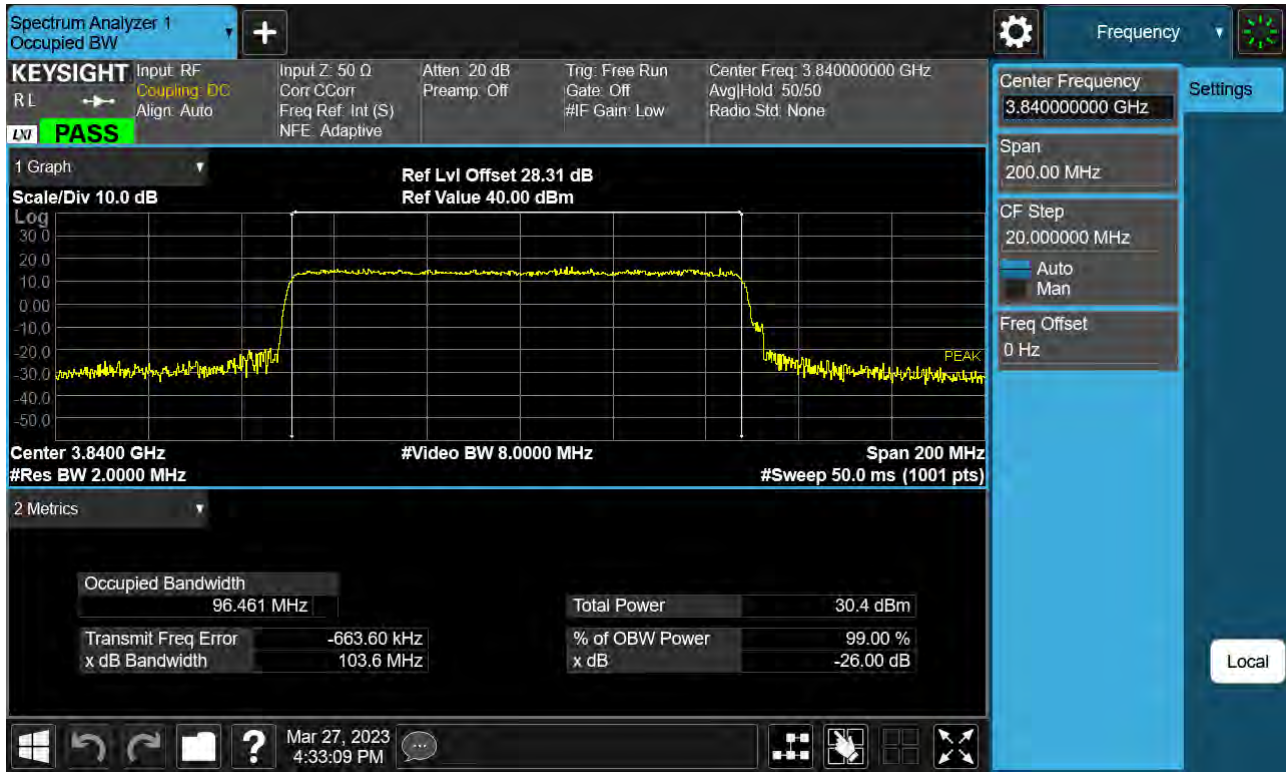 Spectrum Analyzer 1
Occupied BW
Frequency
KEYSIGHT
RL
LXI
PASS
Input: RF
Coupling: DC
Align: Auto
Input Z: 50 Ω
Corr CCorr
Freq Ref: Int (S)
NFE: Adaptive
Atten: 20 dB
Preamp: Off
Trig: Free Run
Gate: Off
#IF Gain: Low
Center Freq: 3.840000000 GHz
Avg|Hold: 50/50
Radio Std: None
Center Frequency
3.840000000 GHz
Settings
Span
200.00 MHz
CF Step
20.000000 MHz
Auto
Man
Freq Offset
0 Hz
Local
1 Graph
Scale/Div 10.0 dB
Ref Lvl Offset 28.31 dB
Ref Value 40.00 dBm
Log
30.0
20.0
10.0
0.00
-10.0
-20.0
-30.0
-40.0
-50.0
PEAK
Center 3.8400 GHz
#Res BW 2.0000 MHz
#Video BW 8.0000 MHz
Span 200 MHz
#Sweep 50.0 ms (1001 pts)
2 Metrics
Occupied Bandwidth
96.461 MHz
Transmit Freq Error -663.60 kHz
x dB Bandwidth 103.6 MHz
Total Power 30.4 dBm
% of OBW Power 99.00 %
x dB -26.00 dB
?
Mar 27, 2023
4:33:09 PM